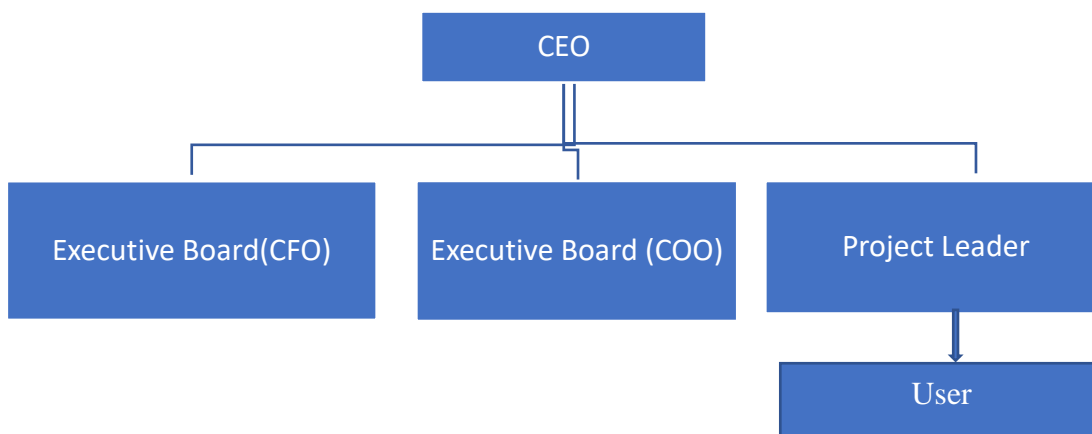 CEO
Executive Board(CFO)
Executive Board (COO)
Project Leader
User